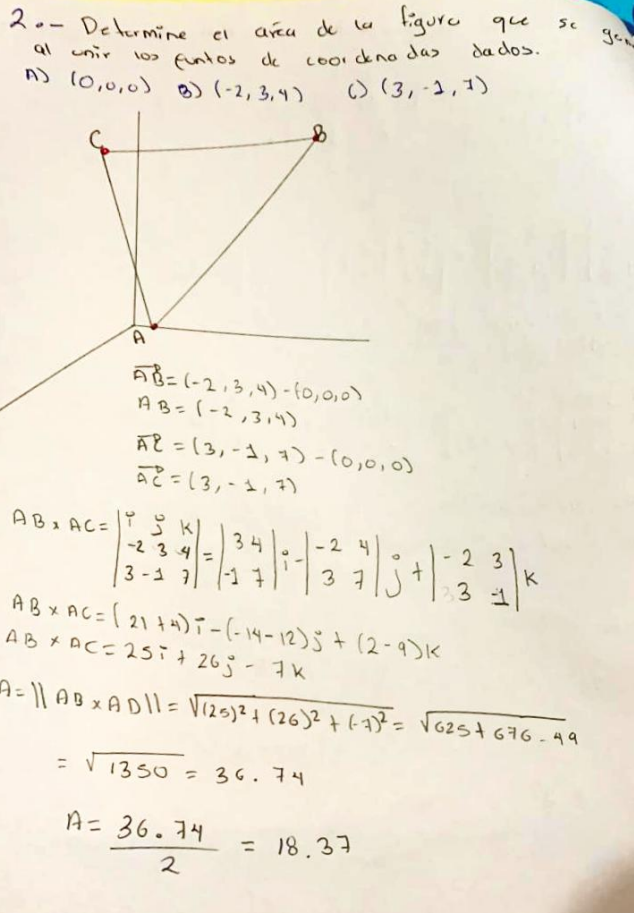 2.- Determine el área de la figura que se gen
al unir los puntos de coordenadas dados.
A) (0,0,0) B) (-2,3,4) C) (3,-1,7)
C B
A
AB = (-2,3,4)-(0,0,0)
AB = (-2,3,4)
AC = (3,-1,7)-(0,0,0)
AC = (3,-1,7)
AB x AC = |i j k| = |3 4| i - |-2 4| j + |-2 3| k
|-2 3 4| |-1 7| |3 7| |3 -1|
|3 -1 7|
AB x AC = (21+4)i-(-14-12)j + (2-9)k
AB x AC = 25i + 26j - 7k
A = || AB x AD || = √(25)²+(26)²+(-7)² = √625+676-49
= √1350 = 36.74
A = 36.74 = 18.37
2